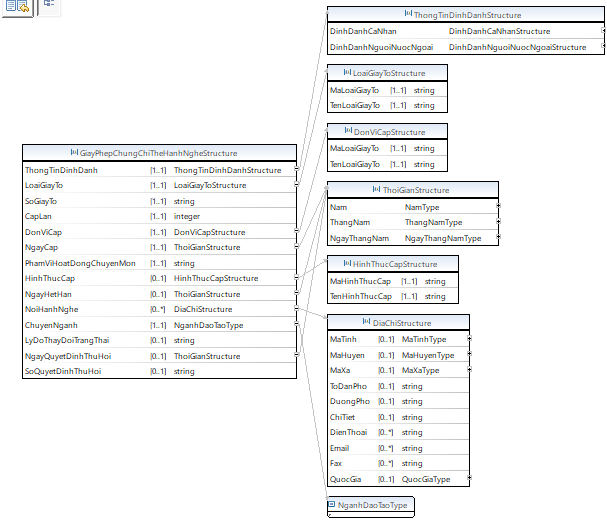 GiayPhepChungChiTheHanhNgheStructure
ThongTinDinhDanh [1..1] ThongTinDinhDanhStructure
LoaiGiayTo [1..1] LoaiGiayToStructure
SoGiayTo [1..1] string
CapLan [1..1] integer
DonViCap [1..1] DonViCapStructure
NgayCap [1..1] ThoiGianStructure
PhamViHoatDongChuyenMon [1..1] string
HinhThucCap [0..1] HinhThucCapStructure
NgayHetHan [0..1] ThoiGianStructure
NoiHanhNghe [0..*] DiaChiStructure
ChuyenNganh [1..1] NganhDaoTaoType
LyDoThayDoiTrangThai [0..1] string
NgayQuyetDinhThuHoi [0..1] ThoiGianStructure
SoQuyetDinhThuHoi [0..1] string
ThongTinDinhDanhStructure
DinhDanhCaNhan DinhDanhCaNhanStructure
DinhDanhNguoiNuocNgoai DinhDanhNguoiNuocNgoaiStructure
LoaiGiayToStructure
MaLoaiGiayTo [1..1] string
TenLoaiGiayTo [1..1] string
DonViCapStructure
MaLoaiGiayTo [1..1] string
TenLoaiGiayTo [1..1] string
ThoiGianStructure
Nam NamType
ThangNam ThangNamType
NgayThangNam NgayThangNamType
HinhThucCapStructure
MaHinhThucCap [1..1] string
TenHinhThucCap [1..1] string
DiaChiStructure
MaTinh [0..1] MaTinhType
MaHuyen [0..1] MaHuyenType
MaXa [0..1] MaXaType
ToDanPho [0..1] string
DuongPho [0..1] string
ChiTiet [0..1] string
DienThoai [0..*] string
Email [0..*] string
Fax [0..*] string
QuocGia [0..1] QuocGiaType
NganhDaoTaoType